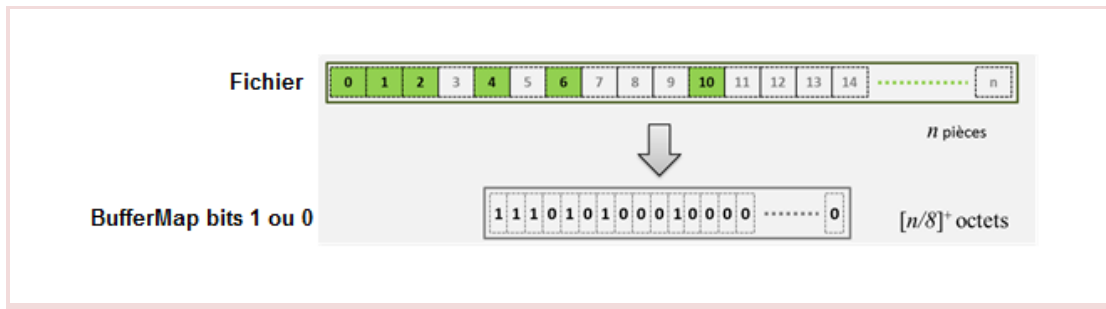 Fichier 0 1 2 3 4 5 6 7 8 9 10 11 12 13 14 n
n pièces
BufferMap bits 1 ou 0 1 1 1 0 1 0 1 0 0 0 1 0 0 0 0 0 [n/8]⁺ octets